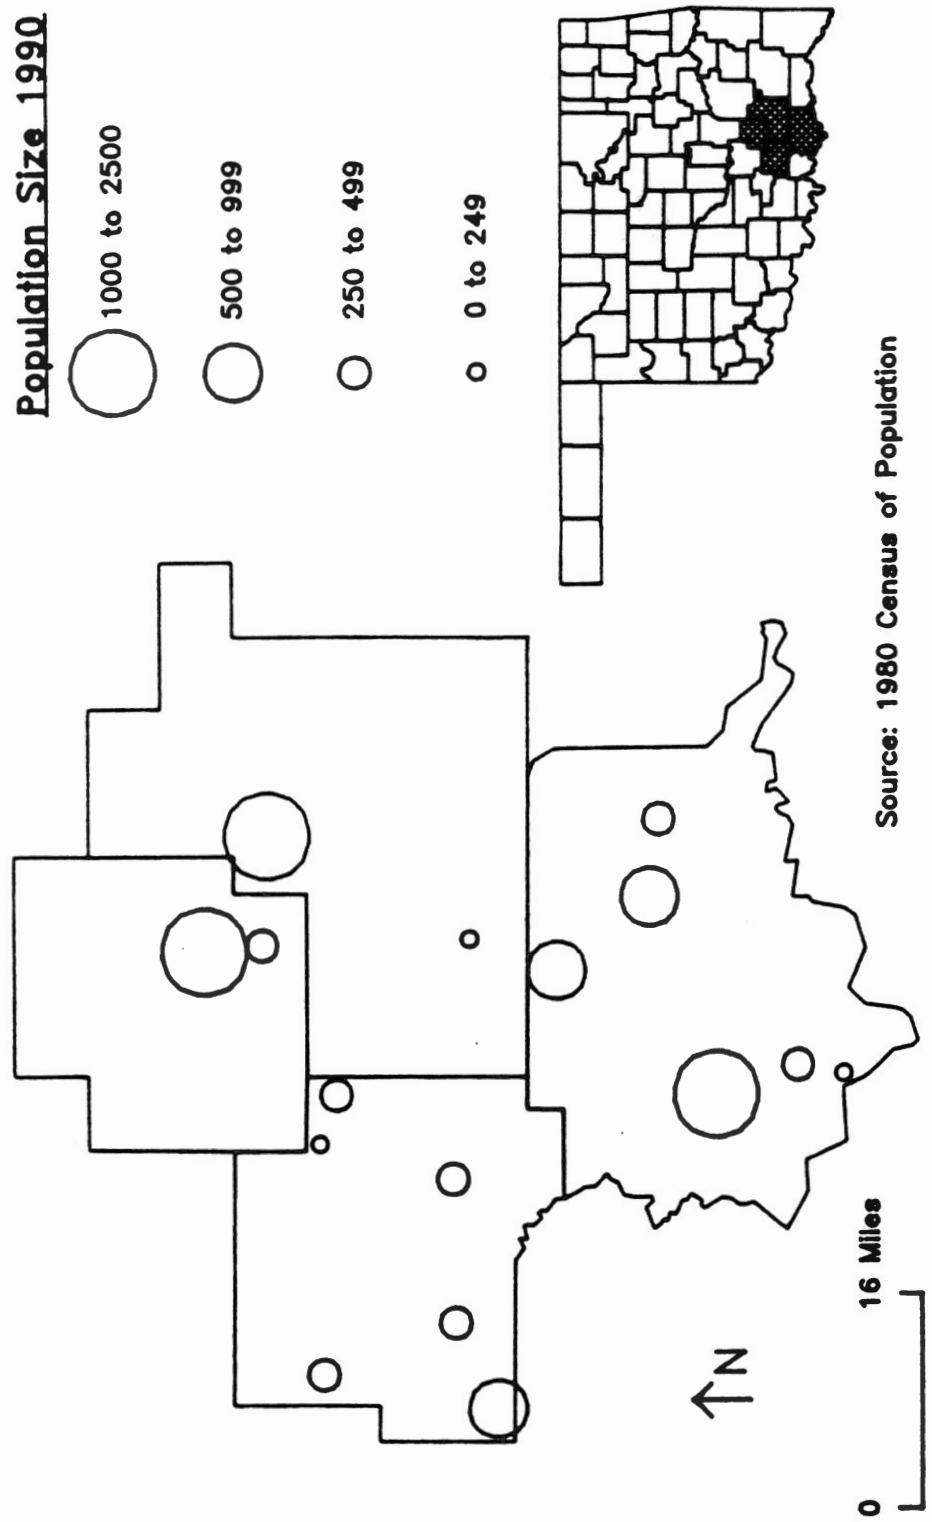 Population Size 1990
1000 to 2500
500 to 999
250 to 499
0 to 249
N
0 16 Miles
Source: 1980 Census of Population